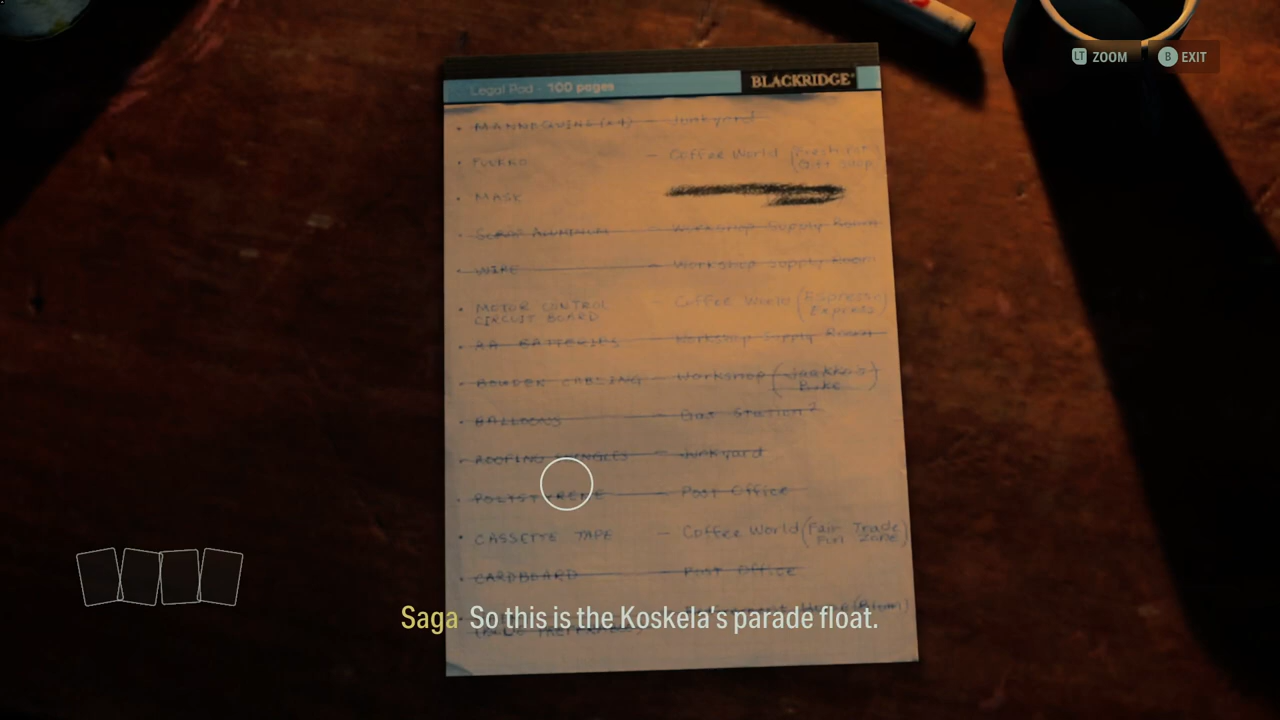 LT ZOOM B EXIT
Legal Pad - 100 pages BLACKRIDGE
• MANNEQUINS (x4) — Junkyard
• PUUKKO — Coffee World (Fresh
Gift Shop
• MASK
• SCRAP ALUMINUM — Workshop Supply Room
• WIRE — Workshop Supply Room
• MOTOR CONTROL — Coffee World (Espresso)
CIRCUIT BOARD Express
• AA BATTERIES — Workshop Supply Room
• BOWDEN CABLING — Workshop (Jaakko's)
Bike
• BALLOONS — Gas Station?
• ROOFING SHINGLES — Junkyard
• POLYSTYRENE — Post Office
• CASSETTE TAPE — Coffee World (Fair Trade
Fun Zone)
• CARDBOARD — Post Office
Saga So this is the Koskela's parade float.